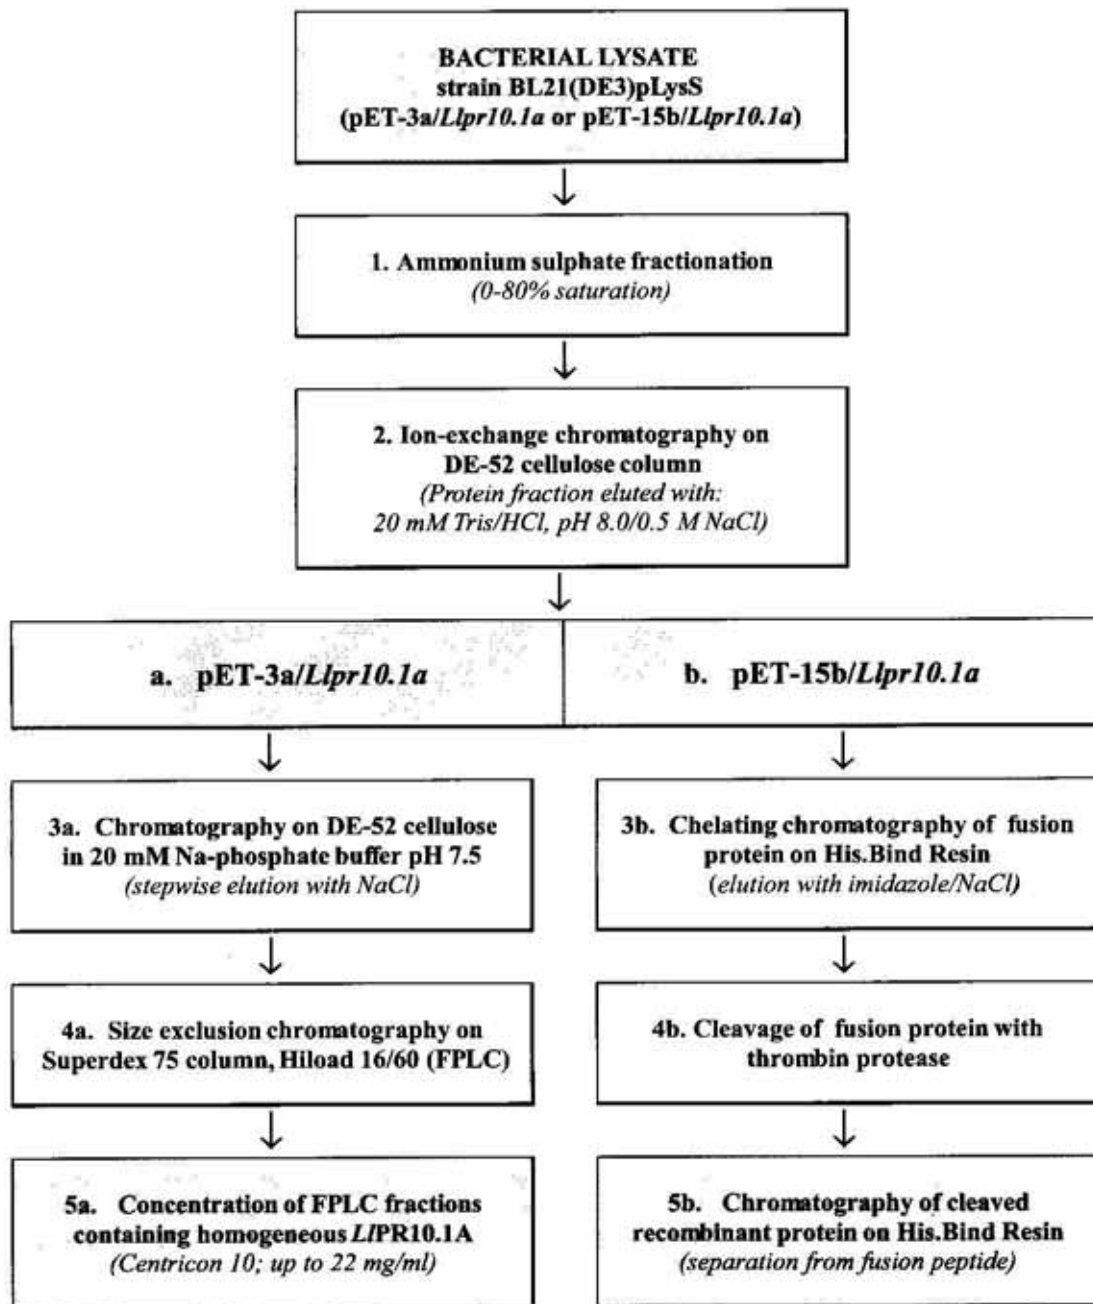 BACTERIAL LYSATE
strain BL21(DE3)pLysS
(pET-3a/Llpr10.1a or pET-15b/Llpr10.1a)
1. Ammonium sulphate fractionation
(0-80% saturation)
2. Ion-exchange chromatography on
DE-52 cellulose column
(Protein fraction eluted with:
20 mM Tris/HCl, pH 8.0/0.5 M NaCl)
a. pET-3a/Llpr10.1a
b. pET-15b/Llpr10.1a
3a. Chromatography on DE-52 cellulose
in 20 mM Na-phosphate buffer pH 7.5
(stepwise elution with NaCl)
3b. Chelating chromatography of fusion
protein on His.Bind Resin
(elution with imidazole/NaCl)
4a. Size exclusion chromatography on
Superdex 75 column, Hiload 16/60 (FPLC)
4b. Cleavage of fusion protein with
thrombin protease
5a. Concentration of FPLC fractions
containing homogeneous LlPR10.1A
(Centricon 10; up to 22 mg/ml)
5b. Chromatography of cleaved
recombinant protein on His.Bind Resin
(separation from fusion peptide)